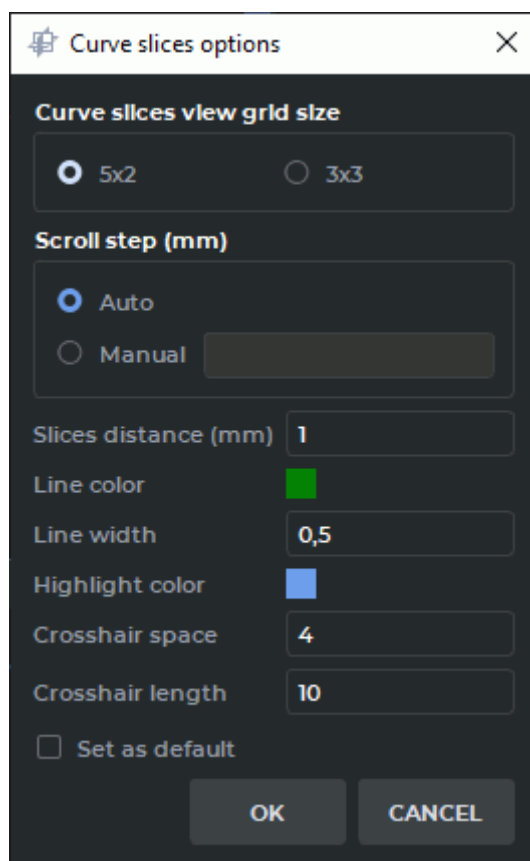 Curve slices options
Curve slices view grid size
5x2 3x3
Scroll step (mm)
Auto
Manual
Slices distance (mm) 1
Line color
Line width 0,5
Highlight color
Crosshair space 4
Crosshair length 10
Set as default
OK CANCEL